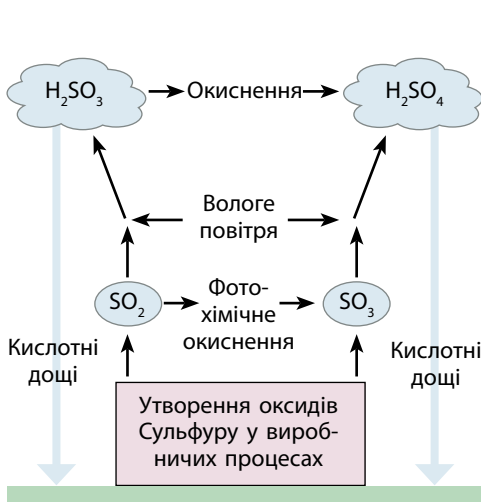 H₂SO₃ Окиснення H₂SO₄
Вологе
повітря
SO₂ Фото-
хімічне
окиснення
SO₃
Кислотні
дощі
Кислотні
дощі
Утворення оксидів
Сульфуру у вироб-
ничих процесах